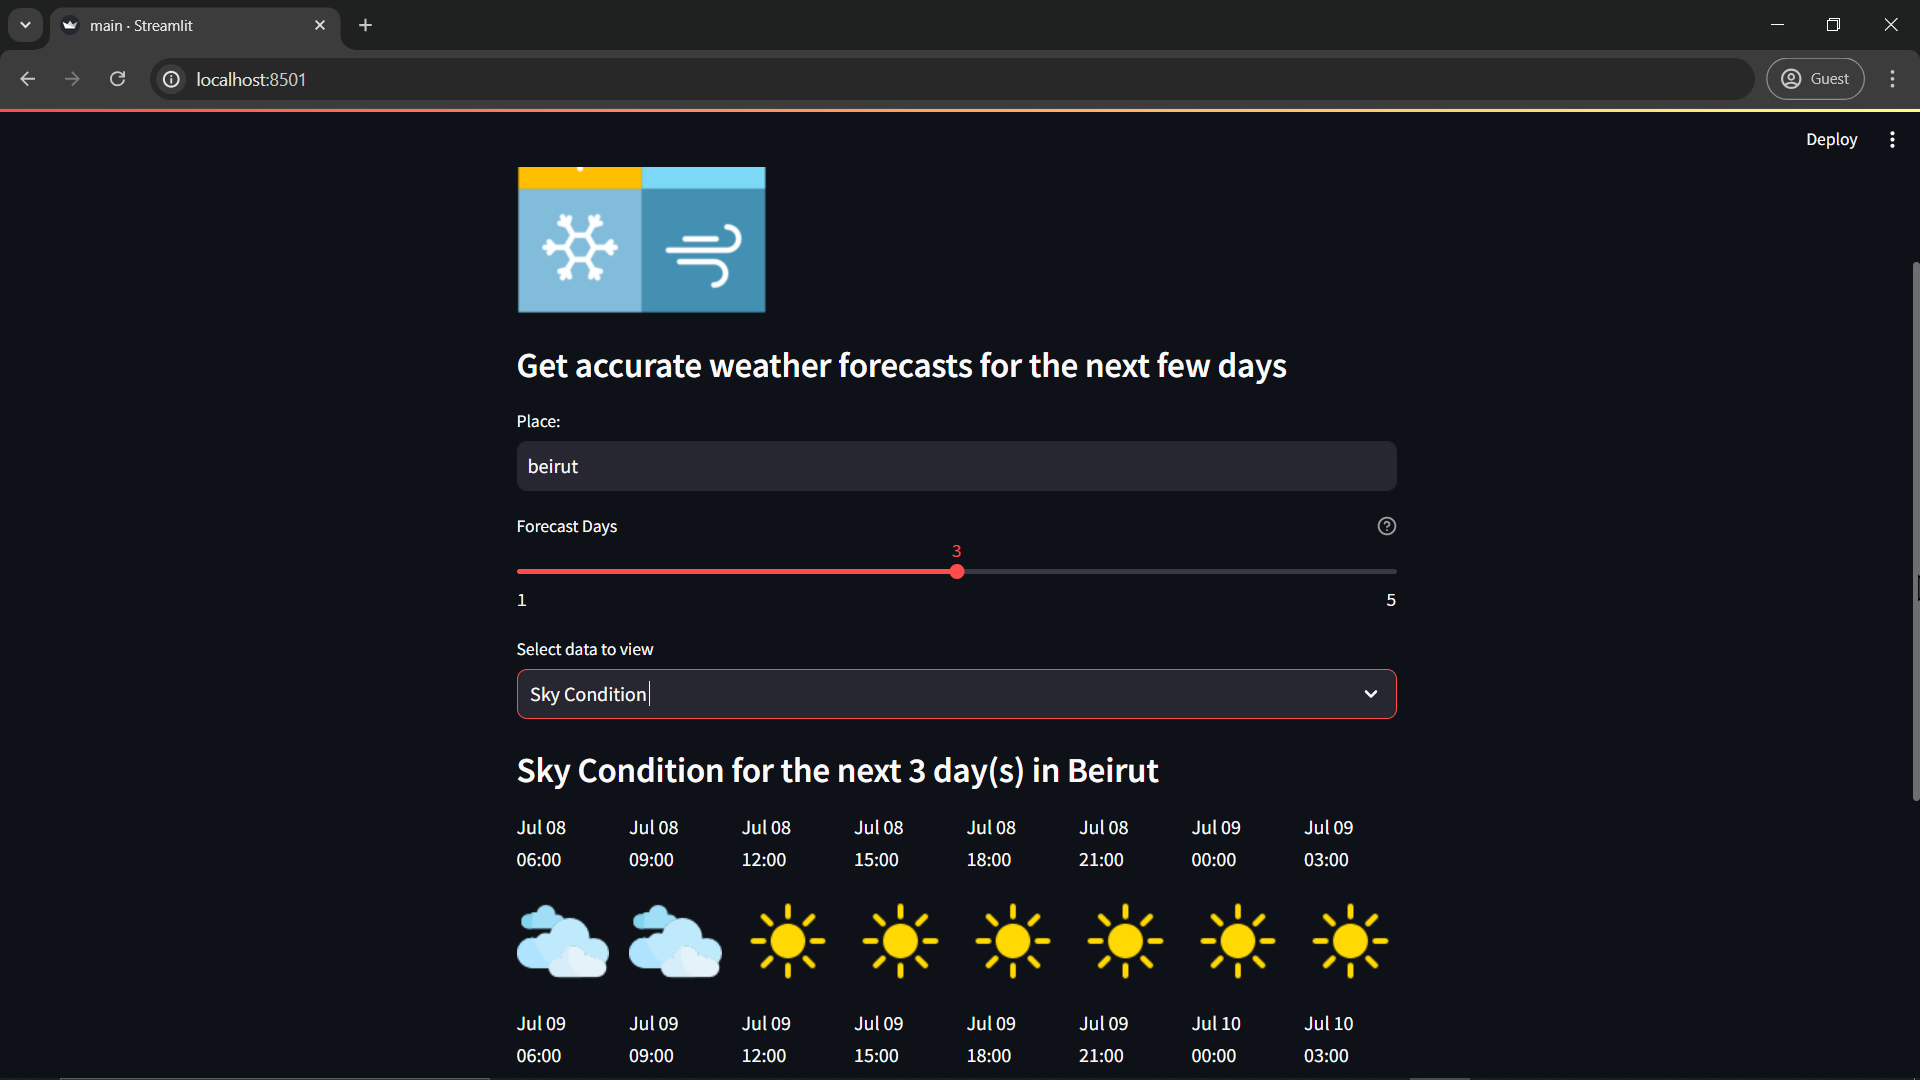 main · Streamlit
localhost:8501
Guest
Deploy
Get accurate weather forecasts for the next few days
Place:
beirut
Forecast Days
3
1 5
Select data to view
Sky Condition
Sky Condition for the next 3 day(s) in Beirut
Jul 08 Jul 08 Jul 08 Jul 08 Jul 08 Jul 08 Jul 09 Jul 09
06:00 09:00 12:00 15:00 18:00 21:00 00:00 03:00
Jul 09 Jul 09 Jul 09 Jul 09 Jul 09 Jul 09 Jul 10 Jul 10
06:00 09:00 12:00 15:00 18:00 21:00 00:00 03:00